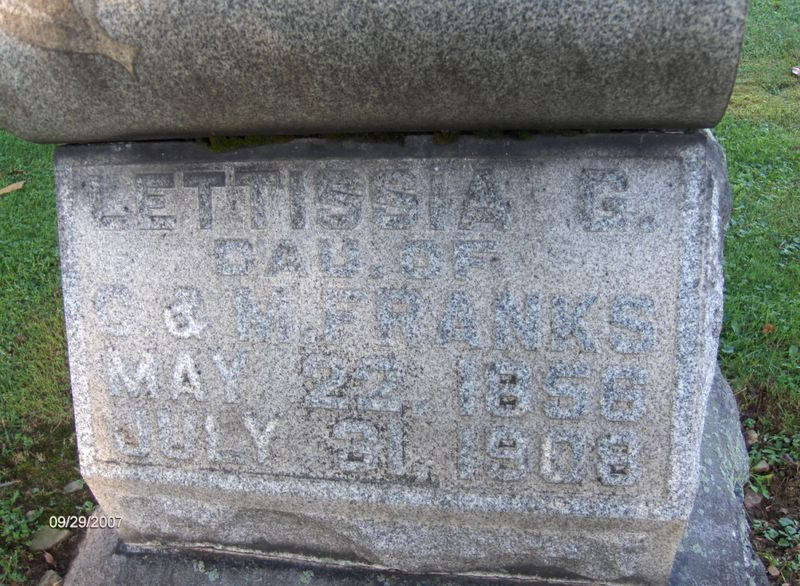 LETTISSIA G.
DAU. OF
C. & M. FRANKS
MAY 22, 1856
JULY 31, 1908
09/29/2007